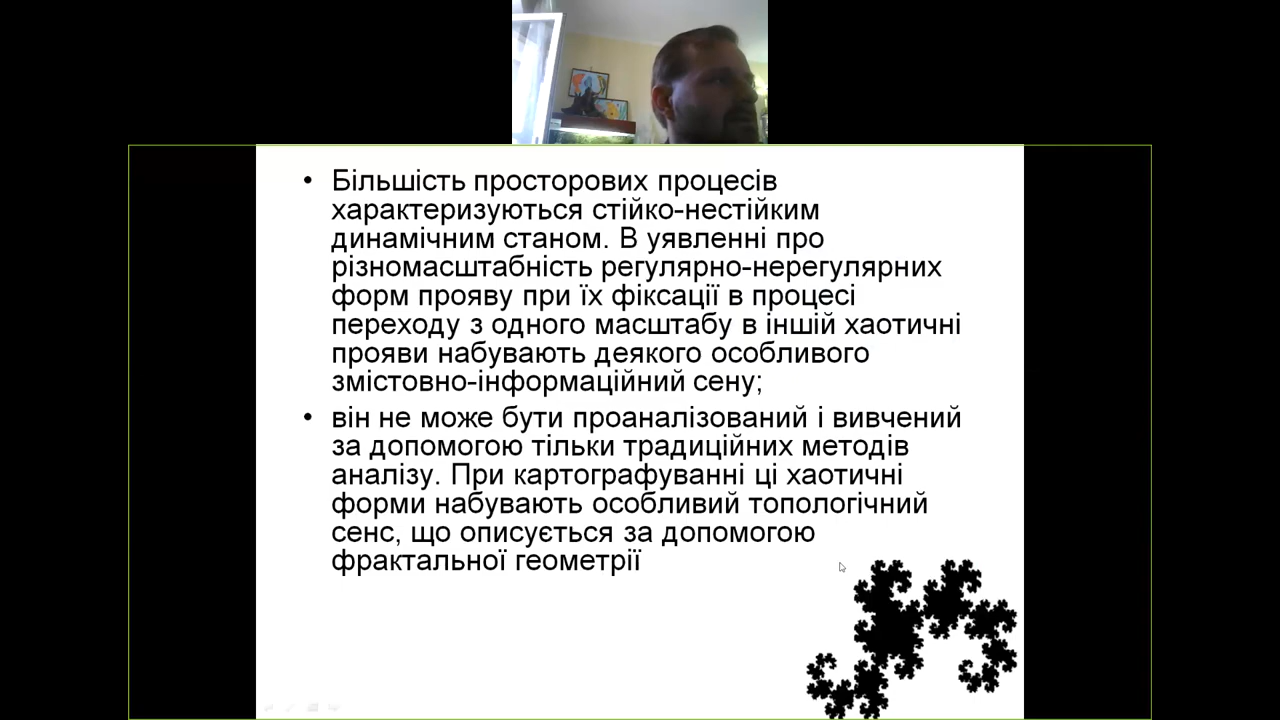 • Більшість просторових процесів
характеризуються стійко-нестійким
динамічним станом. В уявленні про
різномасштабність регулярно-нерегулярних
форм прояву при їх фіксації в процесі
переходу з одного масштабу в іншій хаотичні
прояви набувають деякого особливого
змістовно-інформаційний сену;
• він не може бути проаналізований і вивчений
за допомогою тільки традиційних методів
аналізу. При картографуванні ці хаотичні
форми набувають особливий топологічний
сенс, що описується за допомогою
фрактальної геометрії